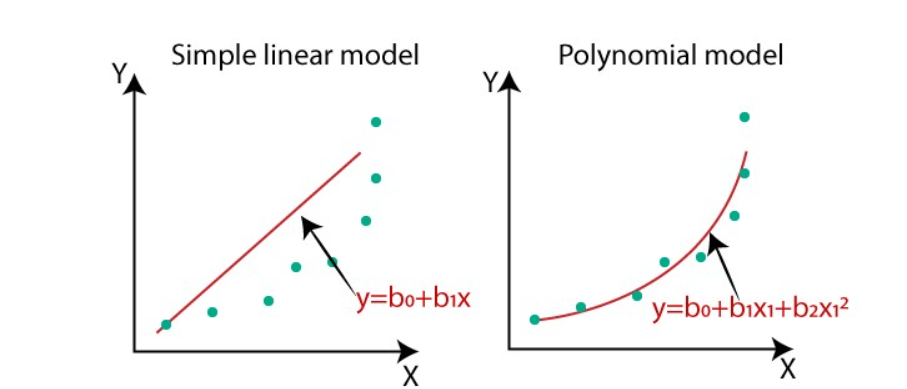 Simple linear model
Y
y=b₀+b₁x
X
Polynomial model
Y
y=b₀+b₁x₁+b₂x₁²
X